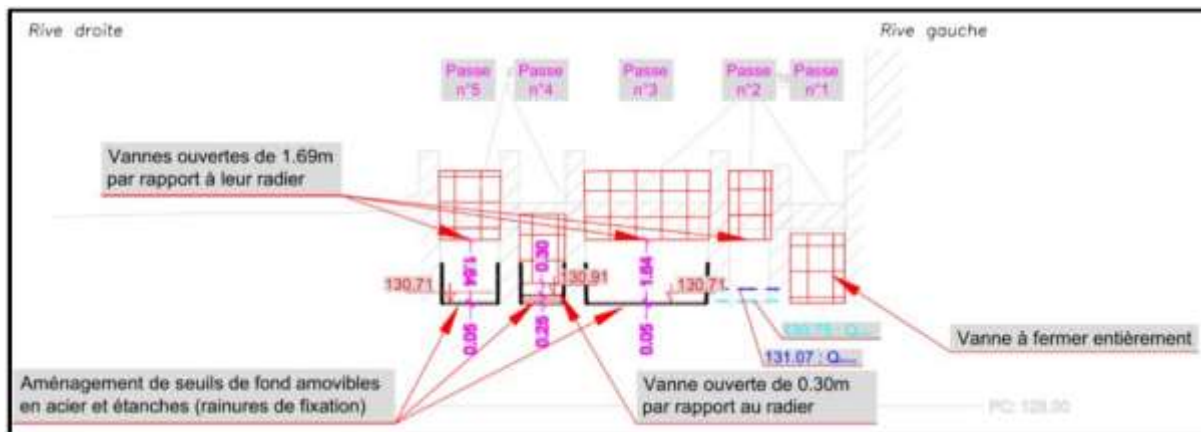 Rive droite
Rive gauche
Passe
n°5
Passe
n°4
Passe
n°3
Passe
n°2
Passe
n°1
Vannes ouvertes de 1.69m
par rapport à leur radier
1.64
0.30
1.64
130.71
130.91
130.71
0.05
0.25
0.05
131.07 : Q
Vanne à fermer entièrement
Aménagement de seuils de fond amovibles
en acier et étanches (rainures de fixation)
Vanne ouverte de 0.30m
par rapport au radier